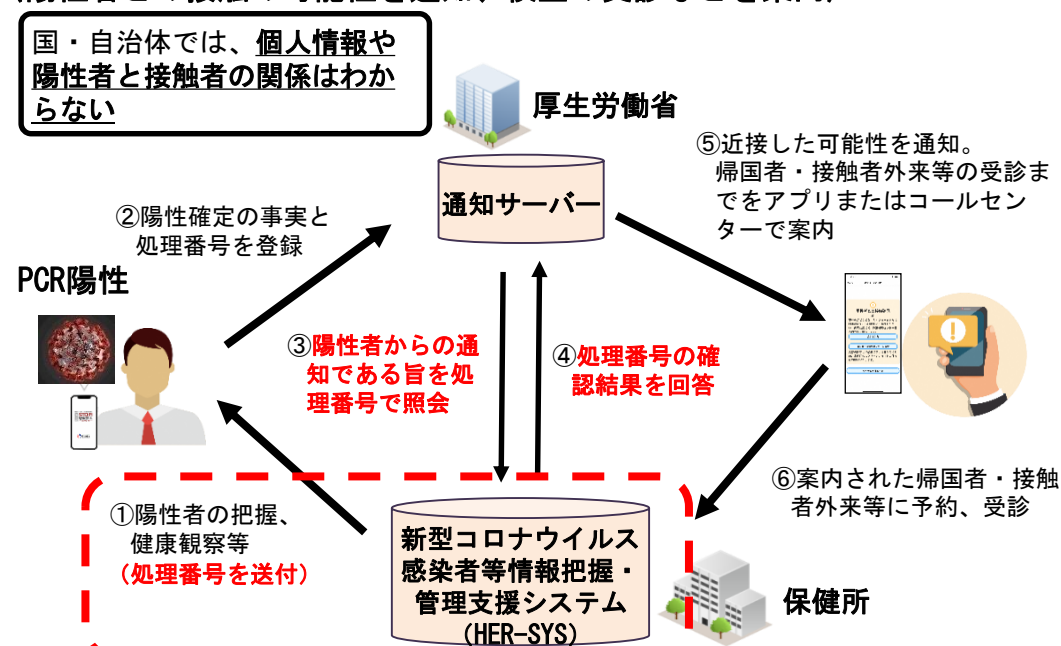 国・自治体では、個人情報や
陽性者と接触者の関係はわか
らない
厚生労働省
通知サーバー
⑤近接した可能性を通知。
帰国者・接触者外来等の受診ま
でをアプリまたはコールセン
ターで案内
②陽性確定の事実と
処理番号を登録
PCR陽性
③陽性者からの通
知である旨を処
理番号で照会
④処理番号の確
認結果を回答
①陽性者の把握、
健康観察等
(処理番号を送付)
新型コロナウイルス
感染者等情報把握・
管理支援システム
(HER-SYS)
⑥案内された帰国者・接触
者外来等に予約、受診
保健所